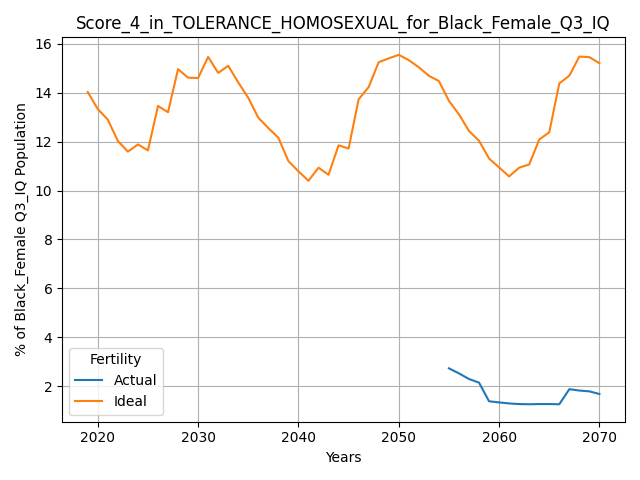 Score_4_in_TOLERANCE_HOMOSEXUAL_for_Black_Female_Q3_IQ
% of Black_Female Q3_IQ Population
16
14
12
10
8
6
4
2
Fertility
Actual
Ideal
2020 2030 2040 2050 2060 2070
Years